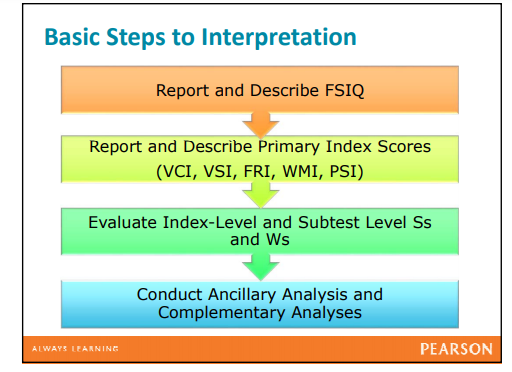 Basic Steps to Interpretation
Report and Describe FSIQ
Report and Describe Primary Index Scores
(VCI, VSI, FRI, WMI, PSI)
Evaluate Index-Level and Subtest Level Ss
and Ws
Conduct Ancillary Analysis and
Complementary Analyses
ALWAYS LEARNING
PEARSON